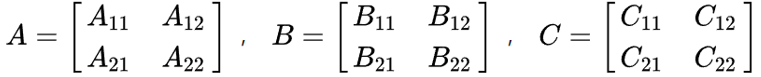 A = [ A₁₁ A₁₂ ] , B = [ B₁₁ B₁₂ ] , C = [ C₁₁ C₁₂ ]
[ A₂₁ A₂₂ ] [ B₂₁ B₂₂ ] [ C₂₁ C₂₂ ]